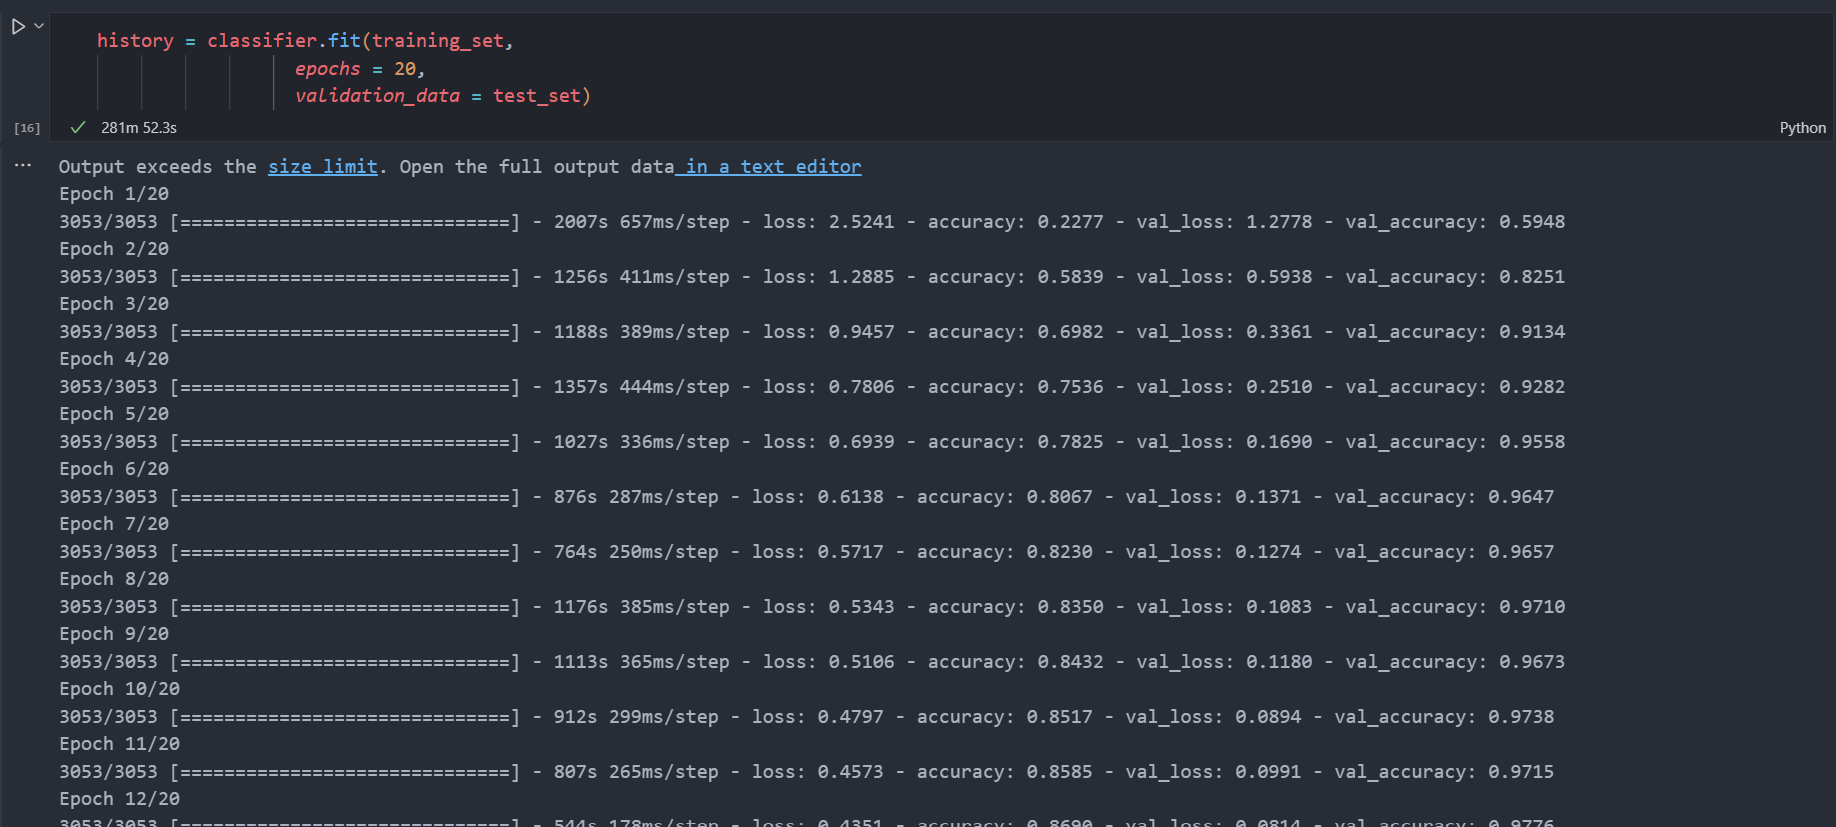 history = classifier.fit(training_set,
epochs = 20,
validation_data = test_set)
[16] 281m 52.3s Python
Output exceeds the size limit. Open the full output data in a text editor
Epoch 1/20
3053/3053 [==============================] - 2007s 657ms/step - loss: 2.5241 - accuracy: 0.2277 - val_loss: 1.2778 - val_accuracy: 0.5948
Epoch 2/20
3053/3053 [==============================] - 1256s 411ms/step - loss: 1.2885 - accuracy: 0.5839 - val_loss: 0.5938 - val_accuracy: 0.8251
Epoch 3/20
3053/3053 [==============================] - 1188s 389ms/step - loss: 0.9457 - accuracy: 0.6982 - val_loss: 0.3361 - val_accuracy: 0.9134
Epoch 4/20
3053/3053 [==============================] - 1357s 444ms/step - loss: 0.7806 - accuracy: 0.7536 - val_loss: 0.2510 - val_accuracy: 0.9282
Epoch 5/20
3053/3053 [==============================] - 1027s 336ms/step - loss: 0.6939 - accuracy: 0.7825 - val_loss: 0.1690 - val_accuracy: 0.9558
Epoch 6/20
3053/3053 [==============================] - 876s 287ms/step - loss: 0.6138 - accuracy: 0.8067 - val_loss: 0.1371 - val_accuracy: 0.9647
Epoch 7/20
3053/3053 [==============================] - 764s 250ms/step - loss: 0.5717 - accuracy: 0.8230 - val_loss: 0.1274 - val_accuracy: 0.9657
Epoch 8/20
3053/3053 [==============================] - 1176s 385ms/step - loss: 0.5343 - accuracy: 0.8350 - val_loss: 0.1083 - val_accuracy: 0.9710
Epoch 9/20
3053/3053 [==============================] - 1113s 365ms/step - loss: 0.5106 - accuracy: 0.8432 - val_loss: 0.1180 - val_accuracy: 0.9673
Epoch 10/20
3053/3053 [==============================] - 912s 299ms/step - loss: 0.4797 - accuracy: 0.8517 - val_loss: 0.0894 - val_accuracy: 0.9738
Epoch 11/20
3053/3053 [==============================] - 807s 265ms/step - loss: 0.4573 - accuracy: 0.8585 - val_loss: 0.0991 - val_accuracy: 0.9715
Epoch 12/20
3053/3053 [==============================] - 544s 178ms/step - loss: 0.4351 - accuracy: 0.8690 - val_loss: 0.0814 - val_accuracy: 0.9776